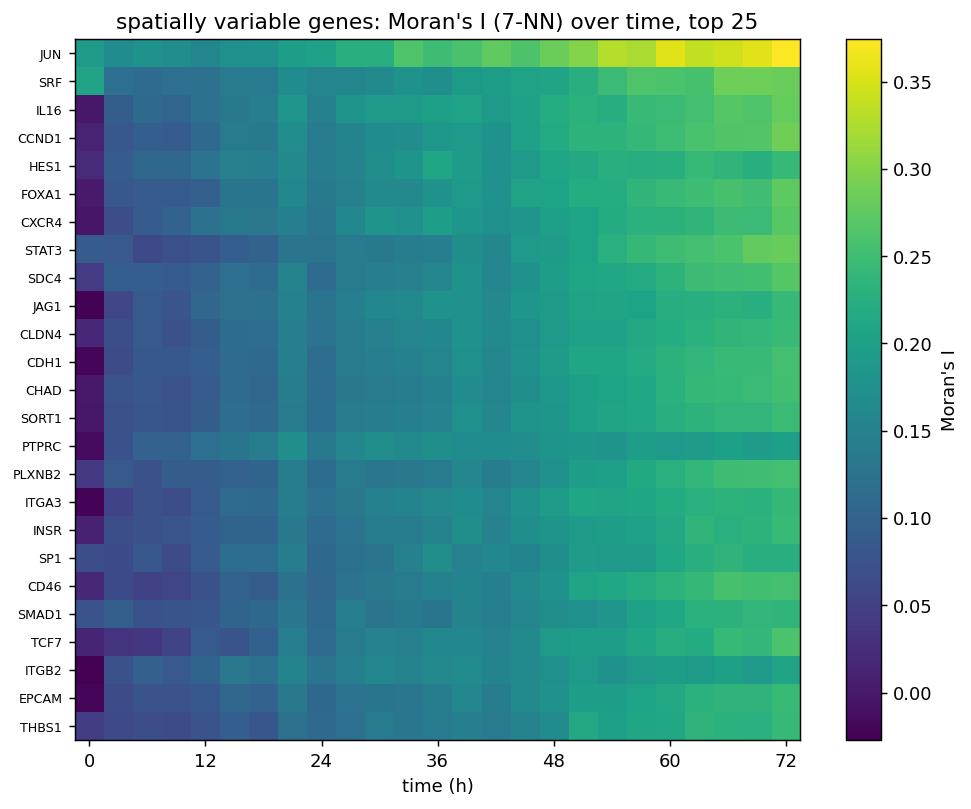 spatially variable genes: Moran's I (7-NN) over time, top 25
JUN
SRF
IL16
CCND1
HES1
FOXA1
CXCR4
STAT3
SDC4
JAG1
CLDN4
CDH1
CHAD
SORT1
PTPRC
PLXNB2
ITGA3
INSR
SP1
CD46
SMAD1
TCF7
ITGB2
EPCAM
THBS1
0 12 24 36 48 60 72
time (h)
0.35
0.30
0.25
0.20
0.15
0.10
0.05
0.00
Moran's I